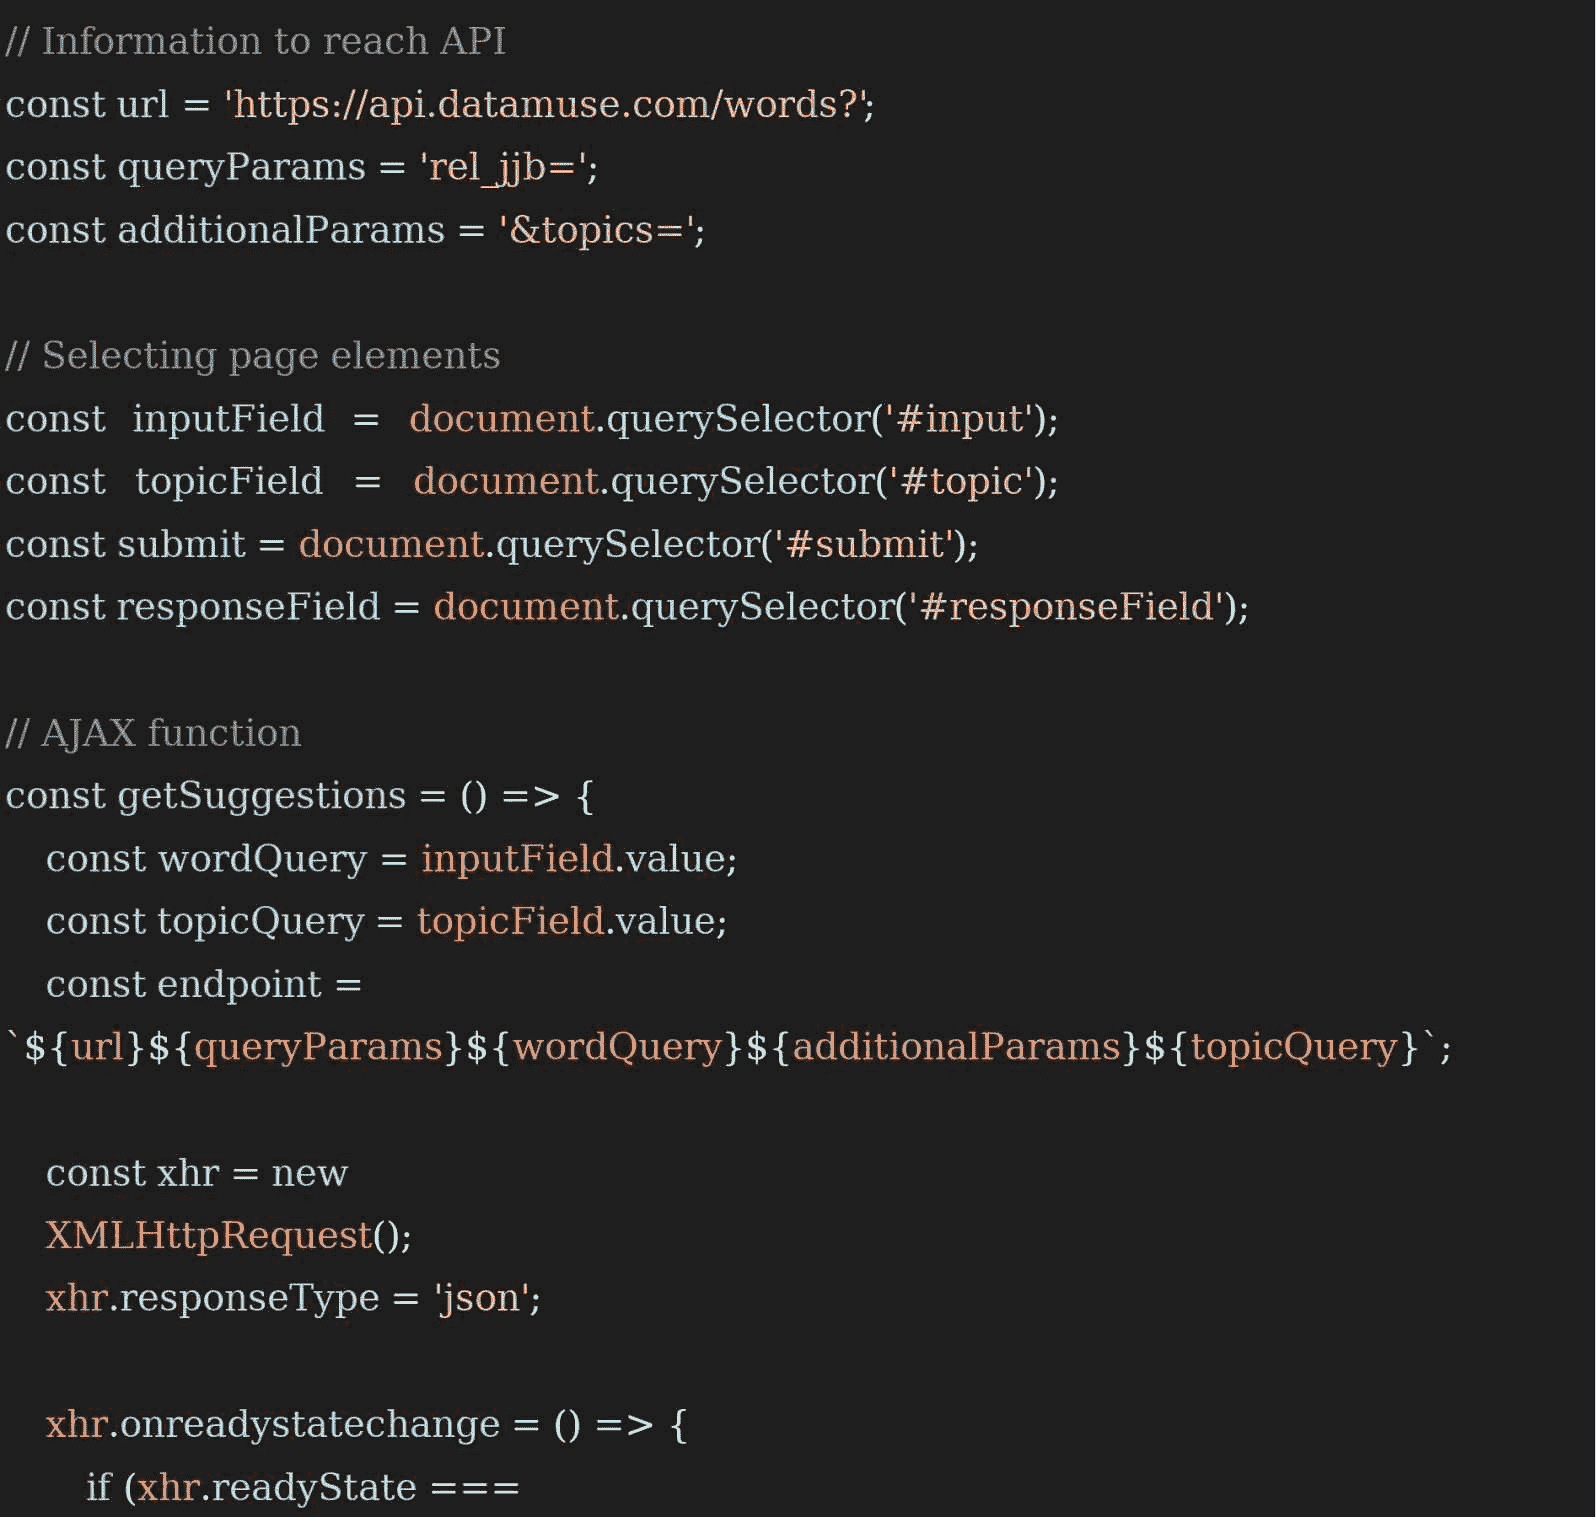 // Information to reach API
const url = 'https://api.datamuse.com/words?';
const queryParams = 'rel_jjb=';
const additionalParams = '&topics=';
// Selecting page elements
const inputField = document.querySelector('#input');
const topicField = document.querySelector('#topic');
const submit = document.querySelector('#submit');
const responseField = document.querySelector('#responseField');
// AJAX function
const getSuggestions = () => {
const wordQuery = inputField.value;
const topicQuery = topicField.value;
const endpoint =
`${url}${queryParams}${wordQuery}${additionalParams}${topicQuery}`;
const xhr = new
XMLHttpRequest();
xhr.responseType = 'json';
xhr.onreadystatechange = () => {
if (xhr.readyState ===